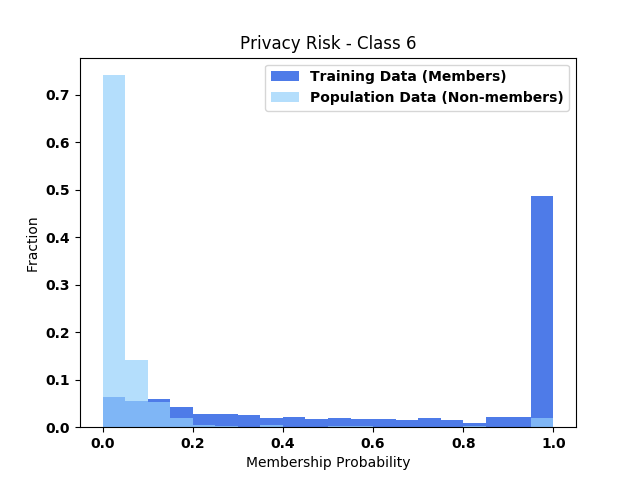 Privacy Risk - Class 6
Training Data (Members)
Population Data (Non-members)
0.7
0.6
0.5
0.4
0.3
0.2
0.1
0.0
Fraction
0.0 0.2 0.4 0.6 0.8 1.0
Membership Probability